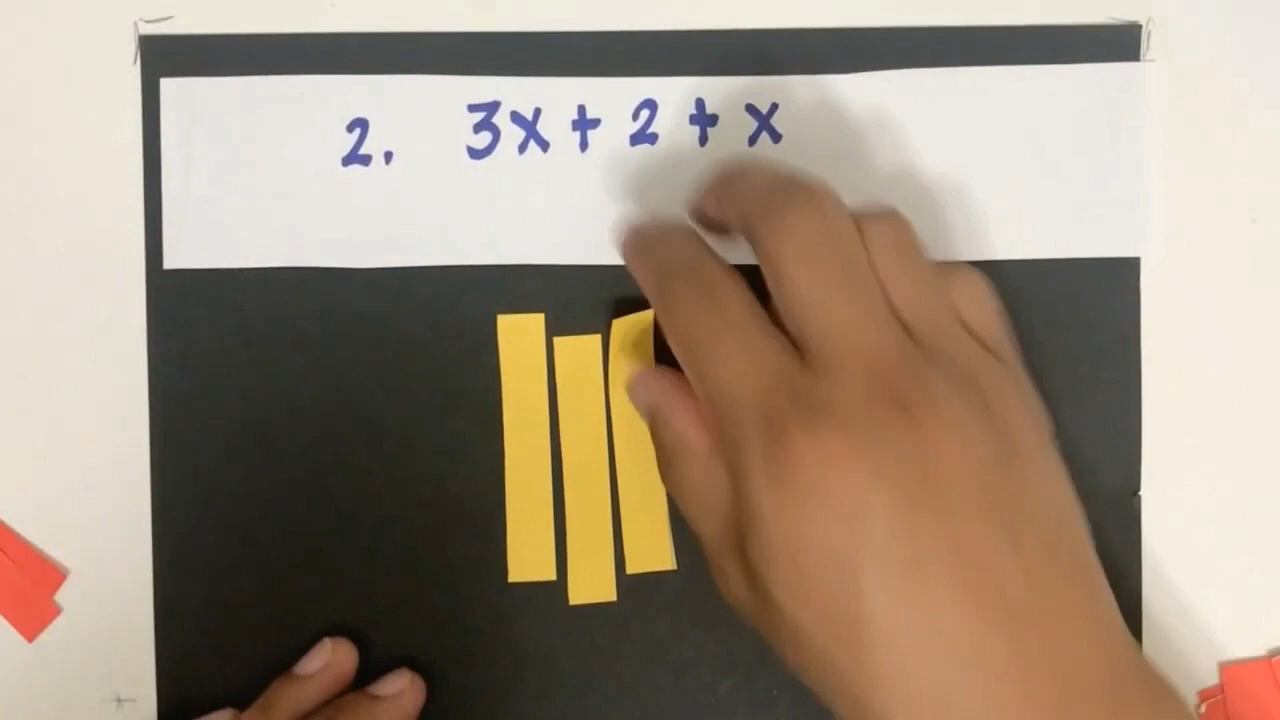 2. 3x + 2 + x